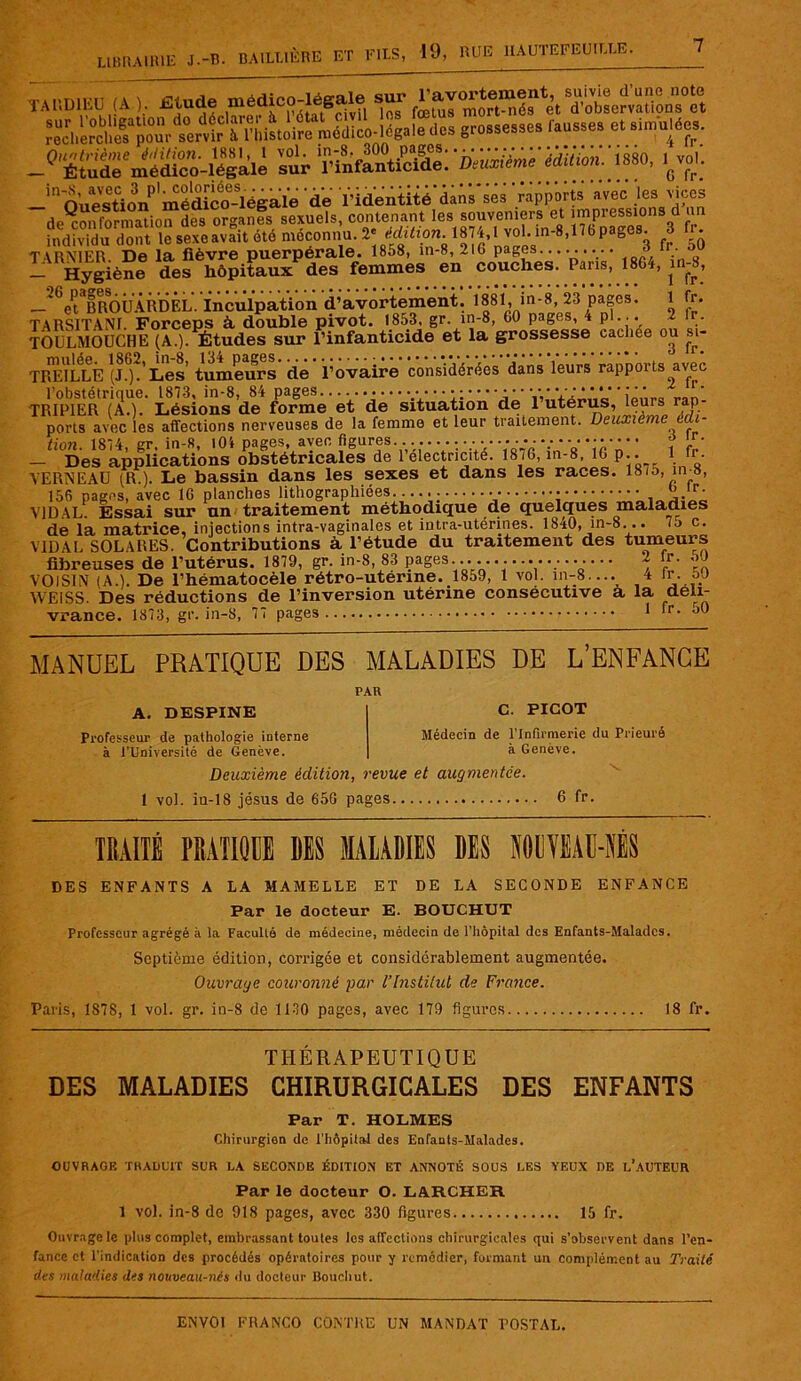 LIBRAIRIE J.-B. BAILLIÈRE ET FILS, 19, RUE HAUTEFEUILLE. 7
TARDIEU (A.). Étude médico-légale sur l'avortement, suivie d'une note
sur l'obligation de déclarer à l'état civil les fœtus mort-nés et d'observations et
recherches pour servir à l'histoire médico-légale des grossesses fausses et simulées.
Quatrième édition. 1881, 1 vol. in-8, 300 pages. 4 fr.
— Étude médico-légale sur l'infanticide. Deuxième édition. 1880, 1 vol.
in-8, avec 3 pl. coloriées. 6 fr.
— Question médico-légale de l'identité dans ses rapports avec les vices
de conformation des organes sexuels, contenant les souvenirs et impressions d'un
individu dont le sexe avait été méconnu. 2e édition. 1874, 1 vol. in-8, 176 pages. 3 fr.
TARNIER. De la fièvre puerpérale. 1858, in-8, 216 pages. 3 fr. 50
— Hygiène des hôpitaux des femmes en couches. Paris, 1864, in-8,
26 pages. 1 fr.
— et BROUARDEL. Inculpation d'avortement. 1881, in-8, 23 pages. 1 fr.
TARSITANI. Forceps à double pivot. 1853, gr. in-8, 60 pages, 4 pl... 2 fr.
TOULMOUCHE (A.). Études sur l'infanticide et la grossesse cachée ou si-
mulée. 1862, in-8, 134 pages. 3 fr.
TREILLE (J.). Les tumeurs de l'ovaire considérées dans leurs rapports avec
l'obstétrique. 1873, in-8, 84 pages. 2 fr.
TRIPIER (A.). Lésions de forme et de situation de l'utérus, leurs rap-
ports avec les affections nerveuses de la femme et leur traitement. Deuxième édi-
tion. 1874, gr. in-8, 104 pages, avec figures. 3 fr.
— Des applications obstétricales de l'électricité. 1876, in-8, 16 p.. 1 fr.
VERNEAU (R.). Le bassin dans les sexes et dans les races. 1875, in-8,
156 pages, avec 16 planches lithographiées. 6 fr.
VIDAL. Essai sur un traitement méthodique de quelques maladies
de la matrice, injections intra-vaginales et intra-utérines. 1840, in-8... 75 c.
VIDAL SOLARES. Contributions à l'étude du traitement des tumeurs
fibreuses de l'utérus. 1879, gr. in-8, 83 pages. 2 fr. 50
VOISIN (A.). De l'hématocèle rétro-utérine. 1859, 1 vol. in-8.... 4 fr. 50
WEISS. Des réductions de l'inversion utérine consécutive à la déli-
vrance. 1873, gr. in-8, 77 pages. 1 fr. 50
MANUEL PRATIQUE DES MALADIES DE L'ENFANCE
PAR
A. DESPINE
Professeur de pathologie interne
à l'Université de Genève.
C. PICOT
Médecin de l'Infirmerie du Prieuré
à Genève.
Deuxième édition, revue et augmentée.
1 vol. in-18 jésus de 656 pages. 6 fr.
TRAITÉ PRATIQUE DES MALADIES DES NOUVEAU-NÉS
DES ENFANTS A LA MAMELLE ET DE LA SECONDE ENFANCE
Par le docteur E. BOUCHUT
Professeur agrégé à la Faculté de médecine, médecin de l'hôpital des Enfants-Malades.
Septième édition, corrigée et considérablement augmentée.
Ouvrage couronné par l'Institut de France.
Paris, 1878, 1 vol. gr. in-8 de 1130 pages, avec 179 figures. 18 fr.
THÉRAPEUTIQUE
DES MALADIES CHIRURGICALES DES ENFANTS
Par T. HOLMES
Chirurgien de l'hôpital des Enfants-Malades.
OUVRAGE TRADUIT SUR LA SECONDE ÉDITION ET ANNOTÉ SOUS LES YEUX DE L'AUTEUR
Par le docteur O. LARCHER
1 vol. in-8 de 918 pages, avec 330 figures. 15 fr.
Ouvrage le plus complet, embrassant toutes les affections chirurgicales qui s'observent dans l'en-
fance et l'indication des procédés opératoires pour y remédier, formant un complément au Traité
des maladies des nouveau-nés du docteur Bouchut.
ENVOI FRANCO CONTRE UN MANDAT POSTAL.